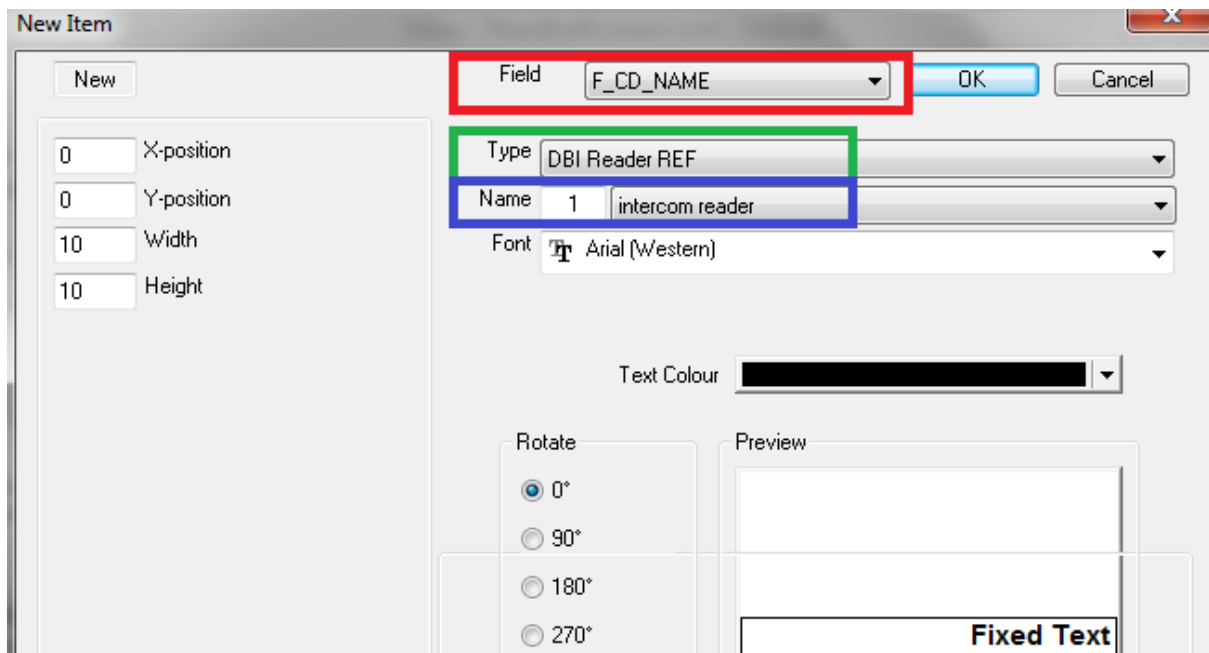 New Item
New
Field F_CD_NAME OK Cancel
0 X-position
Type DBI Reader REF
0 Y-position
Name 1 intercom reader
10 Width
Font Arial (Western)
10 Height
Text Colour
Rotate
Preview
0°
90°
180°
270°
Fixed Text